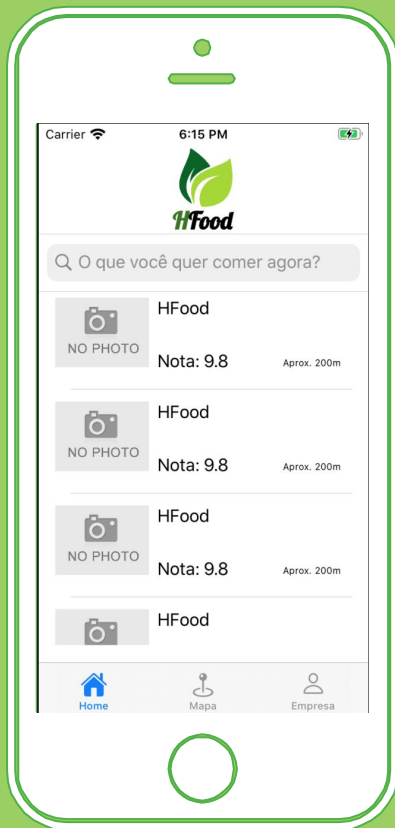 Carrier 6:15 PM
HFood
O que você quer comer agora?
HFood
NO PHOTO
Nota: 9.8 Aprox. 200m
HFood
NO PHOTO
Nota: 9.8 Aprox. 200m
HFood
NO PHOTO
Nota: 9.8 Aprox. 200m
HFood
Home Mapa Empresa